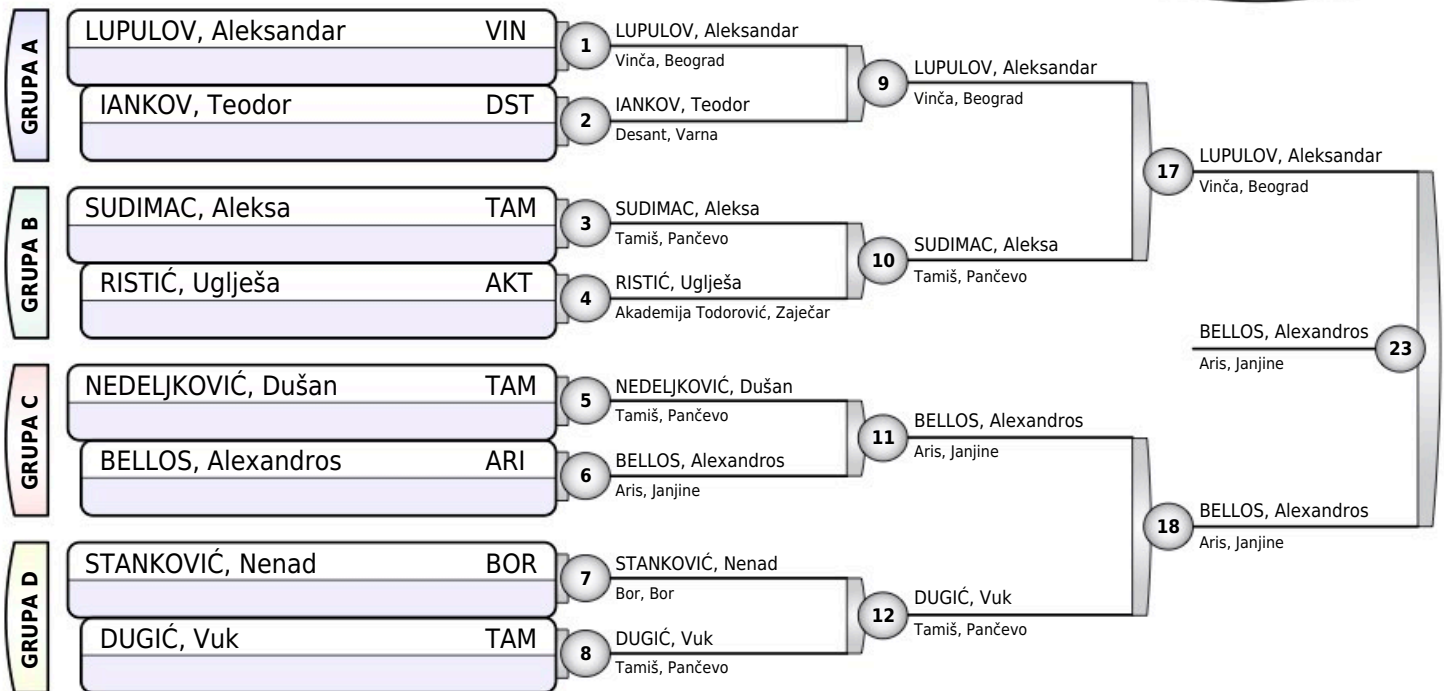 GRUPA A
LUPULOV, Aleksandar VIN
IANKOV, Teodor DST
GRUPA B
SUDIMAC, Aleksa TAM
RISTIĆ, Uglješa AKT
GRUPA C
NEDELJKOVIĆ, Dušan TAM
BELLOS, Alexandros ARI
GRUPA D
STANKOVIĆ, Nenad BOR
DUGIĆ, Vuk TAM
1
LUPULOV, Aleksandar
Vinča, Beograd
2
IANKOV, Teodor
Desant, Varna
3
SUDIMAC, Aleksa
Tamiš, Pančevo
4
RISTIĆ, Uglješa
Akademija Todorović, Zaječar
5
NEDELJKOVIĆ, Dušan
Tamiš, Pančevo
6
BELLOS, Alexandros
Aris, Janjine
7
STANKOVIĆ, Nenad
Bor, Bor
8
DUGIĆ, Vuk
Tamiš, Pančevo
9
LUPULOV, Aleksandar
Vinča, Beograd
10
SUDIMAC, Aleksa
Tamiš, Pančevo
11
BELLOS, Alexandros
Aris, Janjine
12
DUGIĆ, Vuk
Tamiš, Pančevo
17
LUPULOV, Aleksandar
Vinča, Beograd
18
BELLOS, Alexandros
Aris, Janjine
BELLOS, Alexandros
Aris, Janjine
23